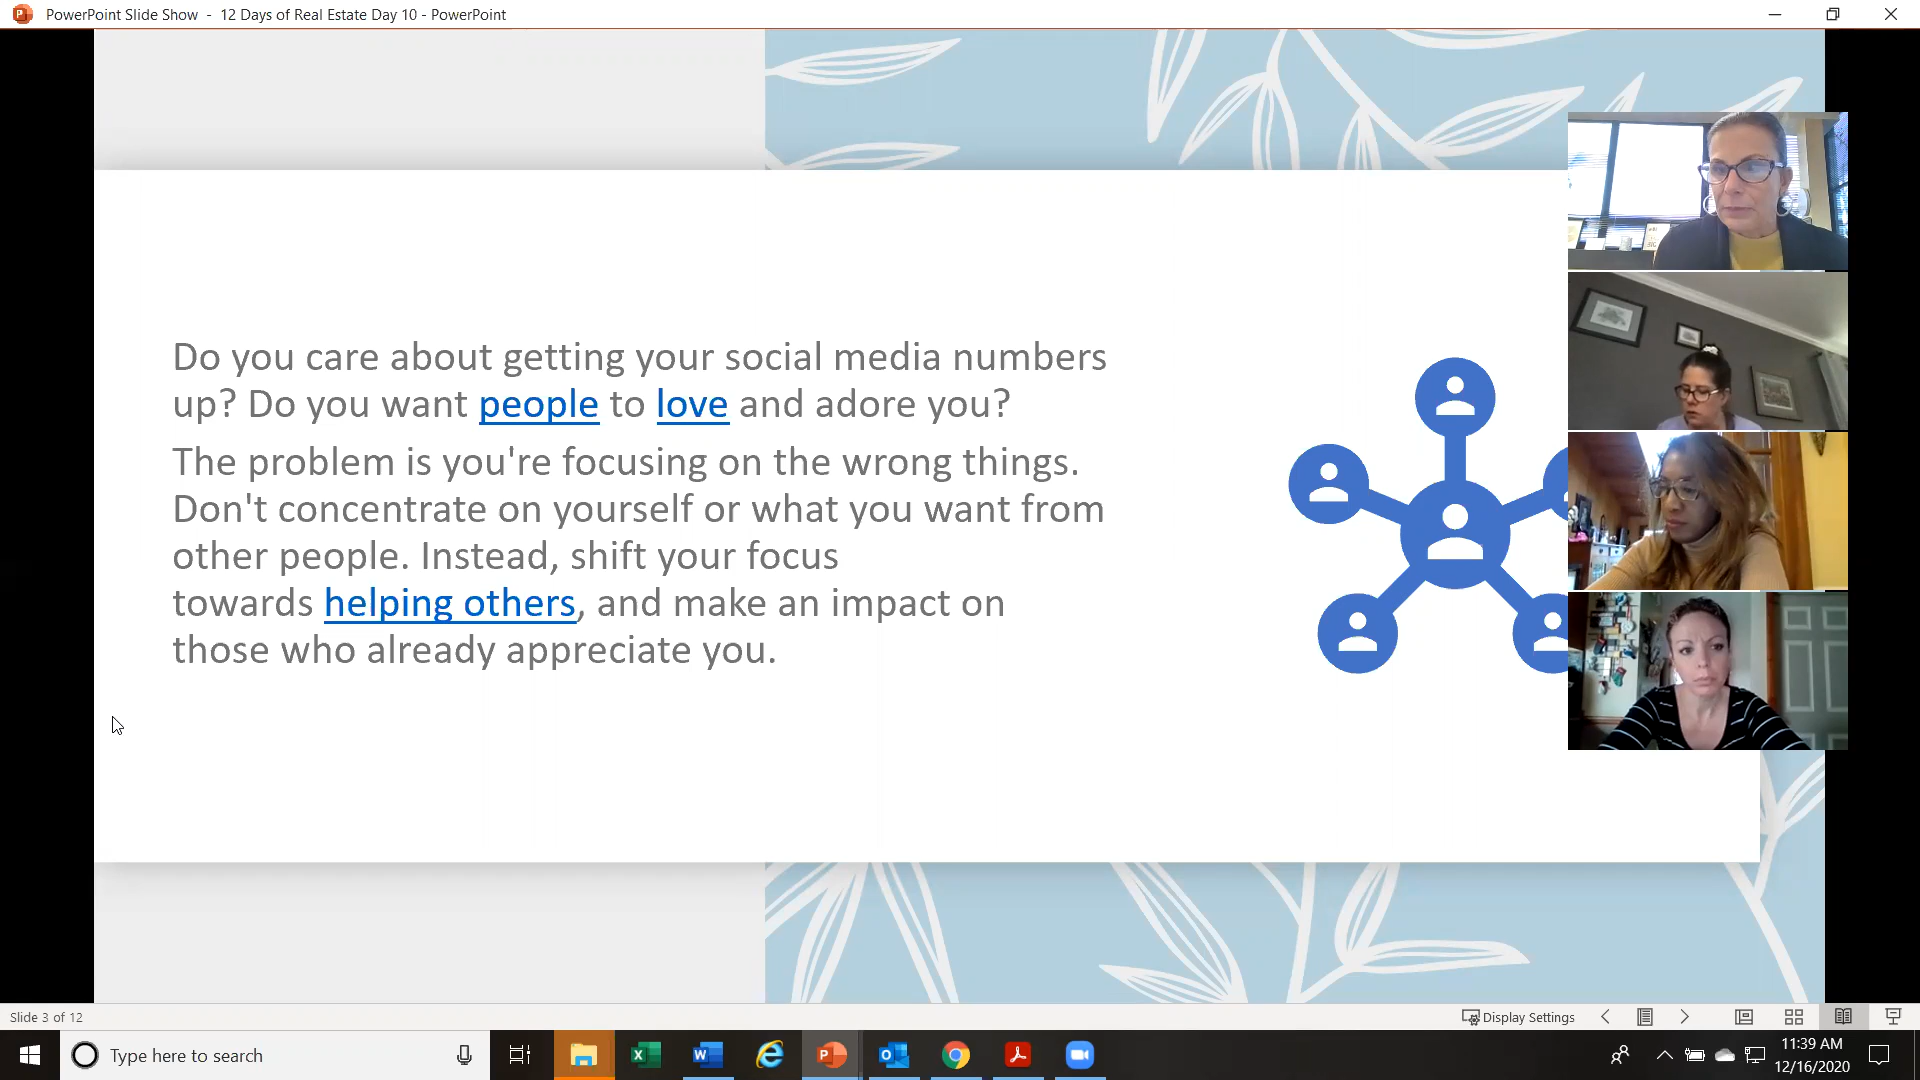 PowerPoint Slide Show - 12 Days of Real Estate Day 10 - PowerPoint
Do you care about getting your social media numbers
up? Do you want people to love and adore you?
The problem is you're focusing on the wrong things.
Don't concentrate on yourself or what you want from
other people. Instead, shift your focus
towards helping others, and make an impact on
those who already appreciate you.
Slide 3 of 12
Display Settings
Type here to search
11:39 AM
12/16/2020